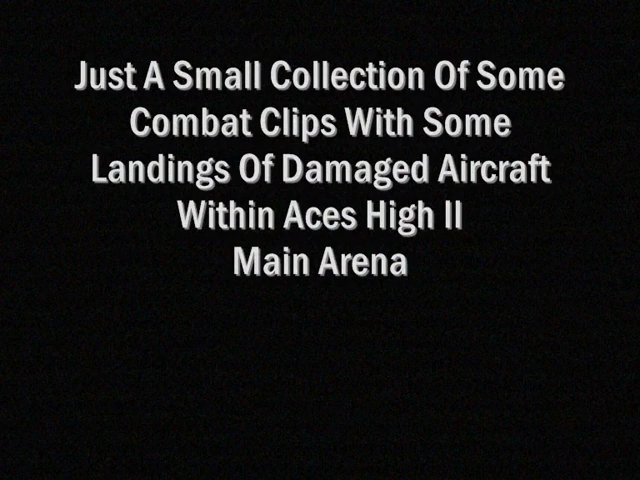 Just A Small Collection Of Some
Combat Clips With Some
Landings Of Damaged Aircraft
Within Aces High II
Main Arena